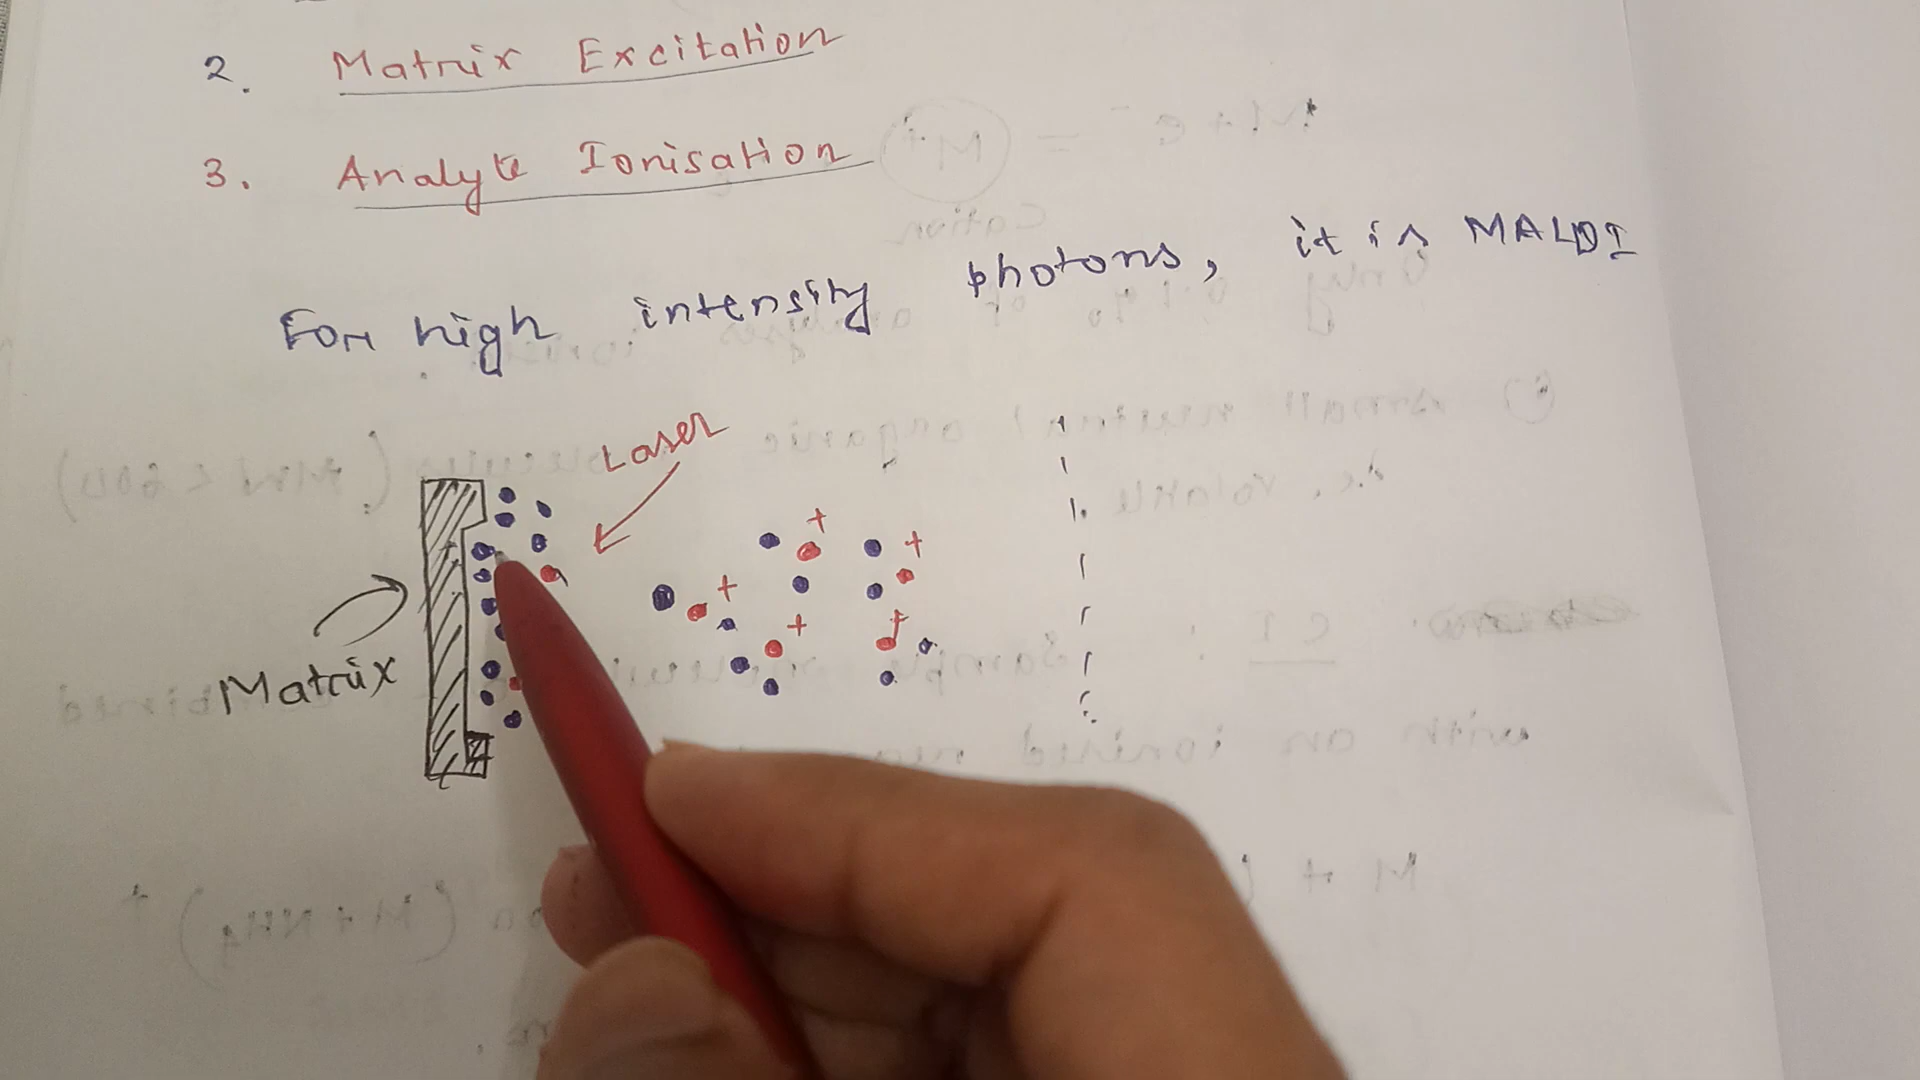 2. Matrix Excitation
3. Analyte Ionisation
For high intensity photons, it is MALDI
Laser
Matrix